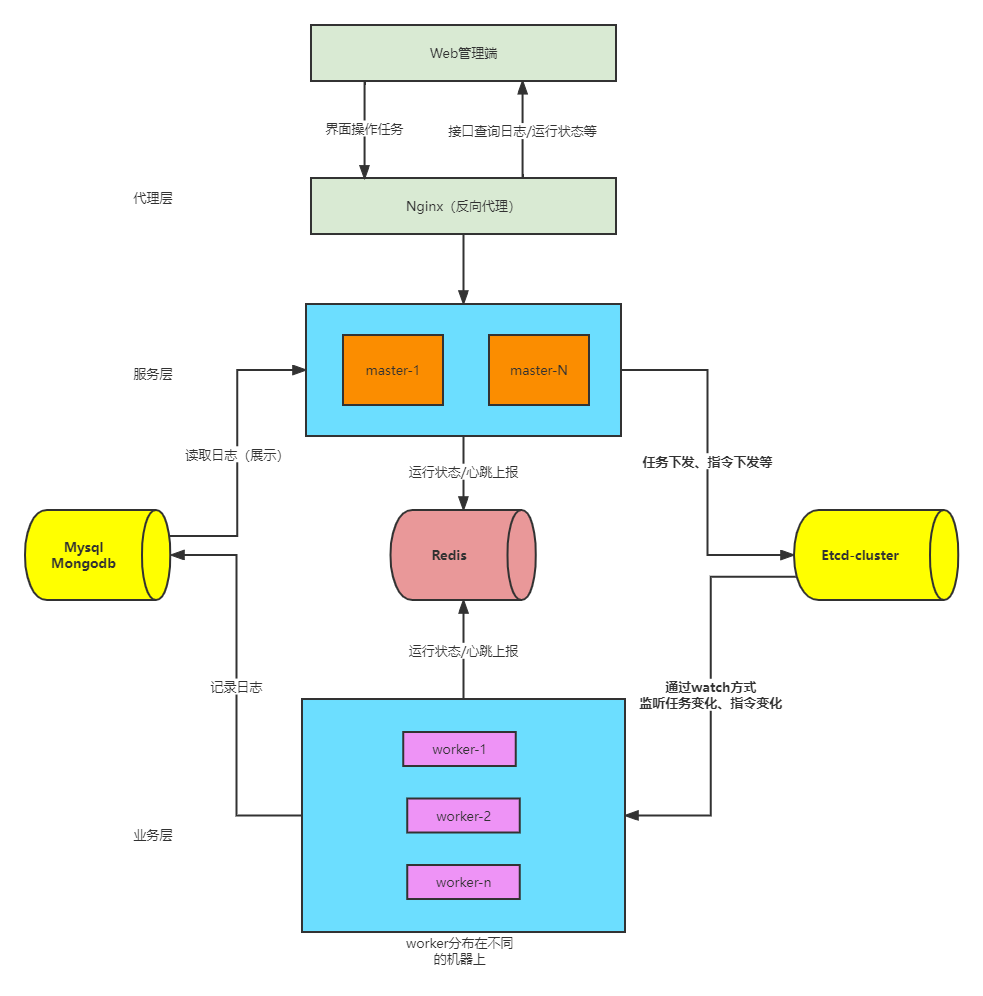 Web管理端
界面操作任务
接口查询日志/运行状态等
代理层
Nginx（反向代理）
服务层
master-1
master-N
读取日志（展示）
运行状态/心跳上报
任务下发、指令下发等
Mysql
Mongodb
Redis
Etcd-cluster
运行状态/心跳上报
记录日志
通过watch方式
监听任务变化、指令变化
worker-1
worker-2
业务层
worker-n
worker分布在不同
的机器上